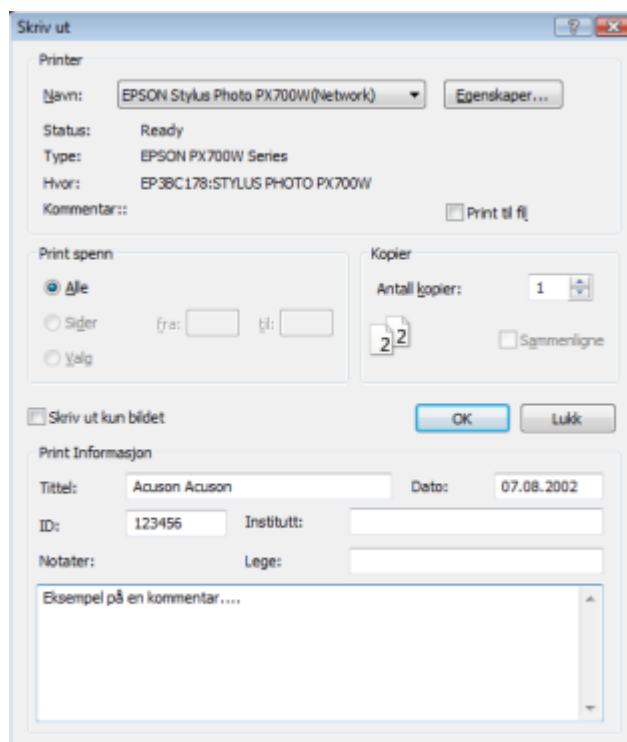 Skriv ut
Printer
Navn: EPSON Stylus Photo PX700W(Network) Egenskaper...
Status: Ready
Type: EPSON PX700W Series
Hvor: EP3BC178:STYLUS PHOTO PX700W
Kommentar:: Print til fil
Print spenn Kopier
Alle Antall kopier: 1
Sider fra: til:
22 Sammenligne
Valg
Skriv ut kun bildet OK Lukk
Print Informasjon
Tittel: Acuson Acuson Dato: 07.08.2002
ID: 123456 Institutt:
Notater: Lege:
Eksempel på en kommentar....